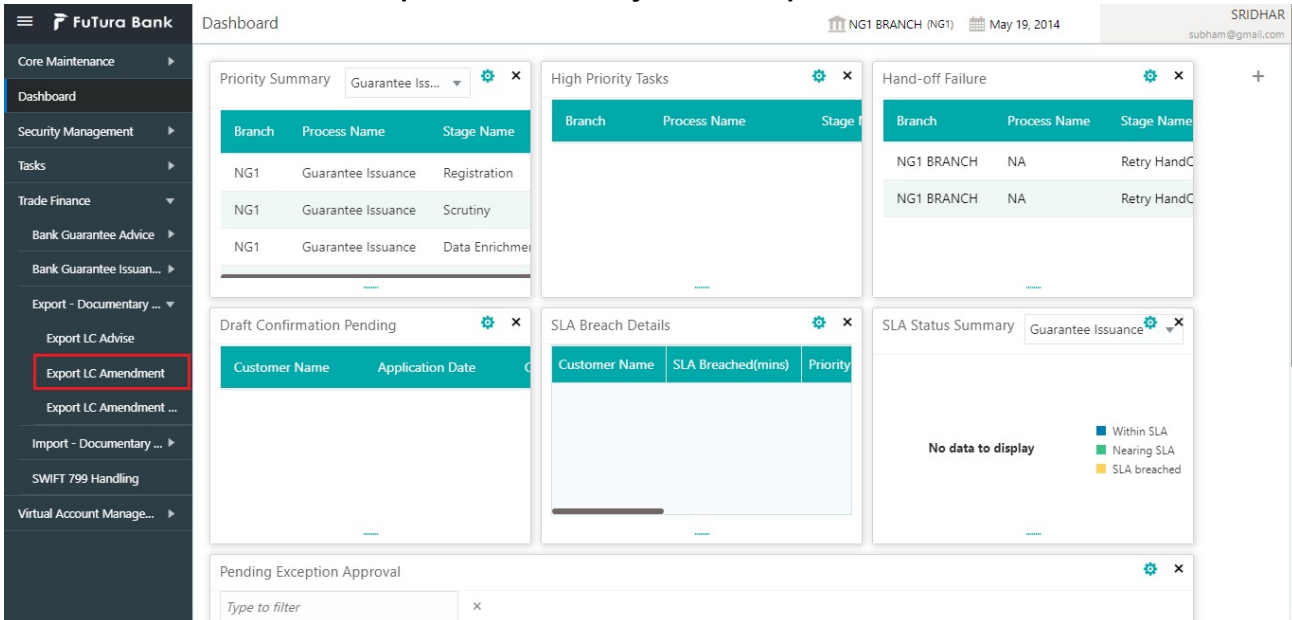 FuTura Bank
Dashboard
NG1 BRANCH (NG1)
May 19, 2014
SRIDHAR
subham@gmail.com
Core Maintenance
Dashboard
Security Management
Tasks
Trade Finance
Bank Guarantee Advice
Bank Guarantee Issuan...
Export - Documentary ...
Export LC Advise
Export LC Amendment
Export LC Amendment ...
Import - Documentary ...
SWIFT 799 Handling
Virtual Account Manage...
Priority Summary Guarantee Iss...
Branch Process Name Stage Name
NG1 Guarantee Issuance Registration
NG1 Guarantee Issuance Scrutiny
NG1 Guarantee Issuance Data Enrichme
High Priority Tasks
Branch Process Name Stage
Hand-off Failure
Branch Process Name Stage Name
NG1 BRANCH NA Retry Hand
NG1 BRANCH NA Retry Hand
Draft Confirmation Pending
Customer Name Application Date
SLA Breach Details
Customer Name SLA Breached(mins) Priority
SLA Status Summary Guarantee Issuance
No data to display
Within SLA
Nearing SLA
SLA breached
Pending Exception Approval
Type to filter